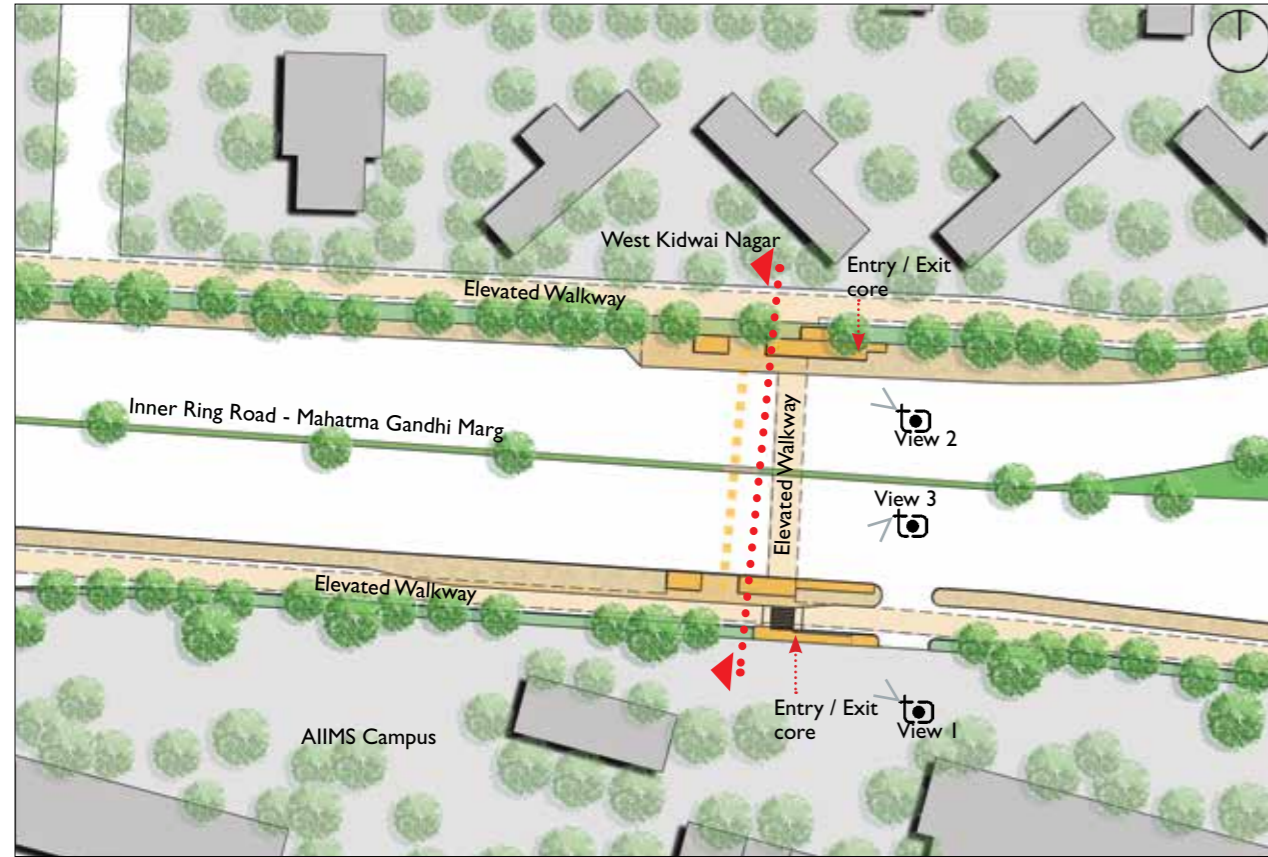 West Kidwai Nagar
Entry / Exit
core
Elevated Walkway
Inner Ring Road - Mahatma Gandhi Marg
View 2
Elevated Walkway
View 3
Elevated Walkway
Entry / Exit
core
View 1
AIIMS Campus